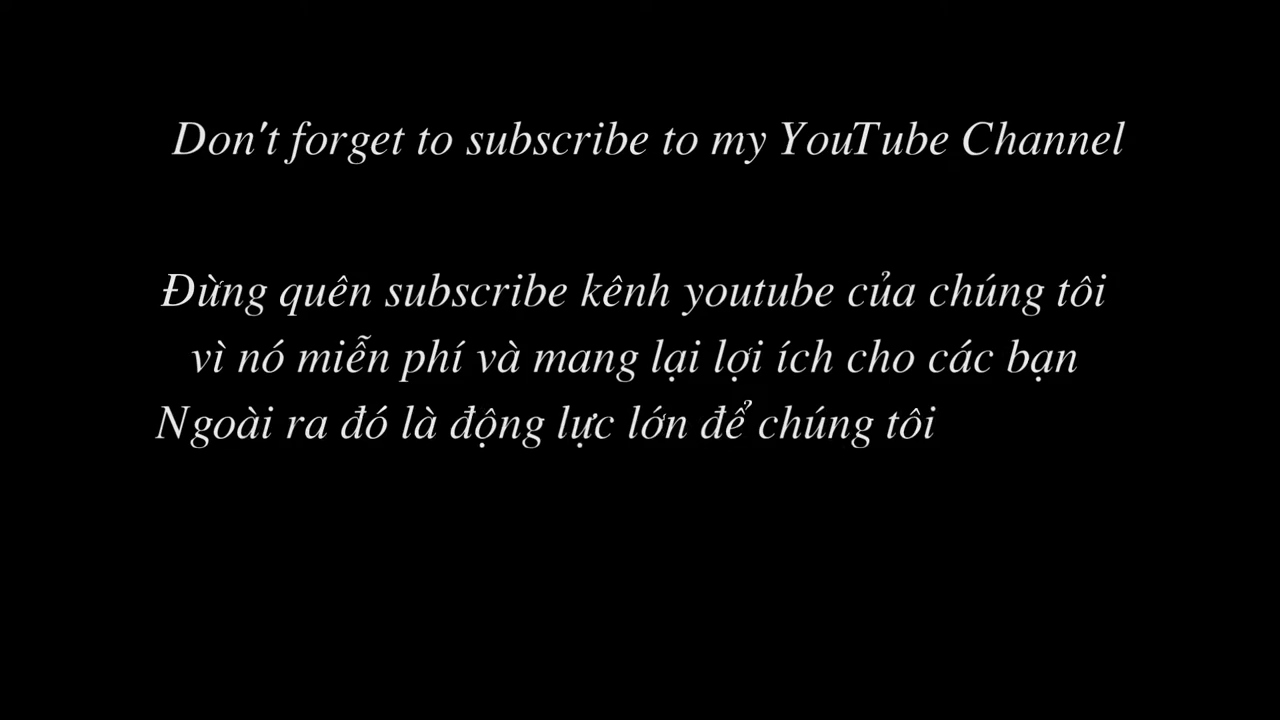 Don't forget to subscribe to my YouTube Channel
Đừng quên subscribe kênh youtube của chúng tôi
vì nó miễn phí và mang lại lợi ích cho các bạn
Ngoài ra đó là động lực lớn để chúng tôi